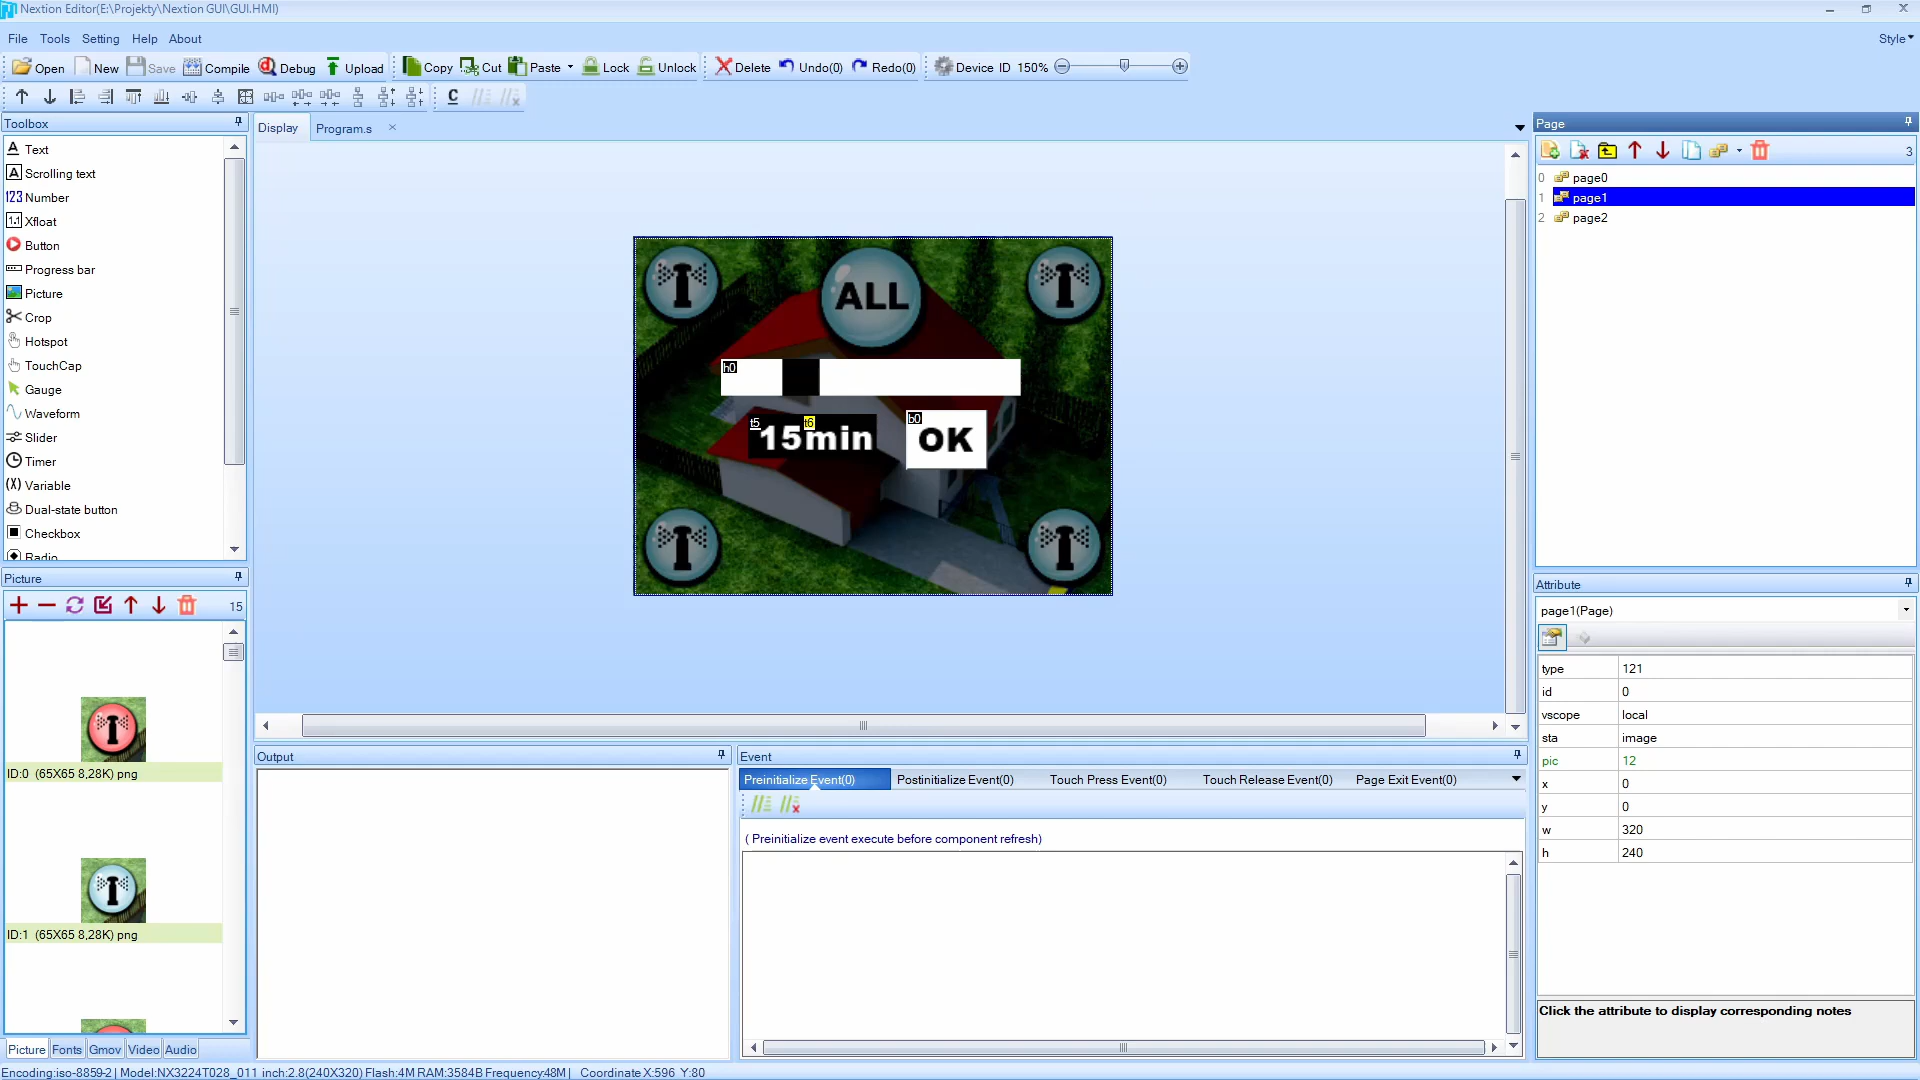 Nextion Editor(E:\Projekty\Nextion GUI\GUI.HMI)
File Tools Setting Help About
Style
Open New Save Compile Debug Upload Copy Cut Paste Lock Unlock Delete Undo(0) Redo(0) Device ID 150%
C
Toolbox
Text
Scrolling text
Number
Xfloat
Button
Progress bar
Picture
Crop
Hotspot
TouchCap
Gauge
Waveform
Slider
Timer
Variable
Dual-state button
Checkbox
Radio
Picture
15
ID:0 (65X65 8,28K) png
ID:1 (65X65 8,28K) png
Picture Fonts Gmov Video Audio
Display Program.s
ALL
h0
t5 t6
15min
b0
OK
Output
Event
Preinitialize Event(0) Postinitialize Event(0) Touch Press Event(0) Touch Release Event(0) Page Exit Event(0)
( Preinitialize event execute before component refresh)
Page
3
0 page0
1 page1
2 page2
Attribute
page1(Page)
type 121
id 0
vscope local
sta image
pic 12
x 0
y 0
w 320
h 240
Click the attribute to display corresponding notes
Encoding:iso-8859-2 | Model:NX3224T028_011 inch:2.8(240X320) Flash:4M RAM:3584B Frequency:48M | Coordinate X:596 Y:80